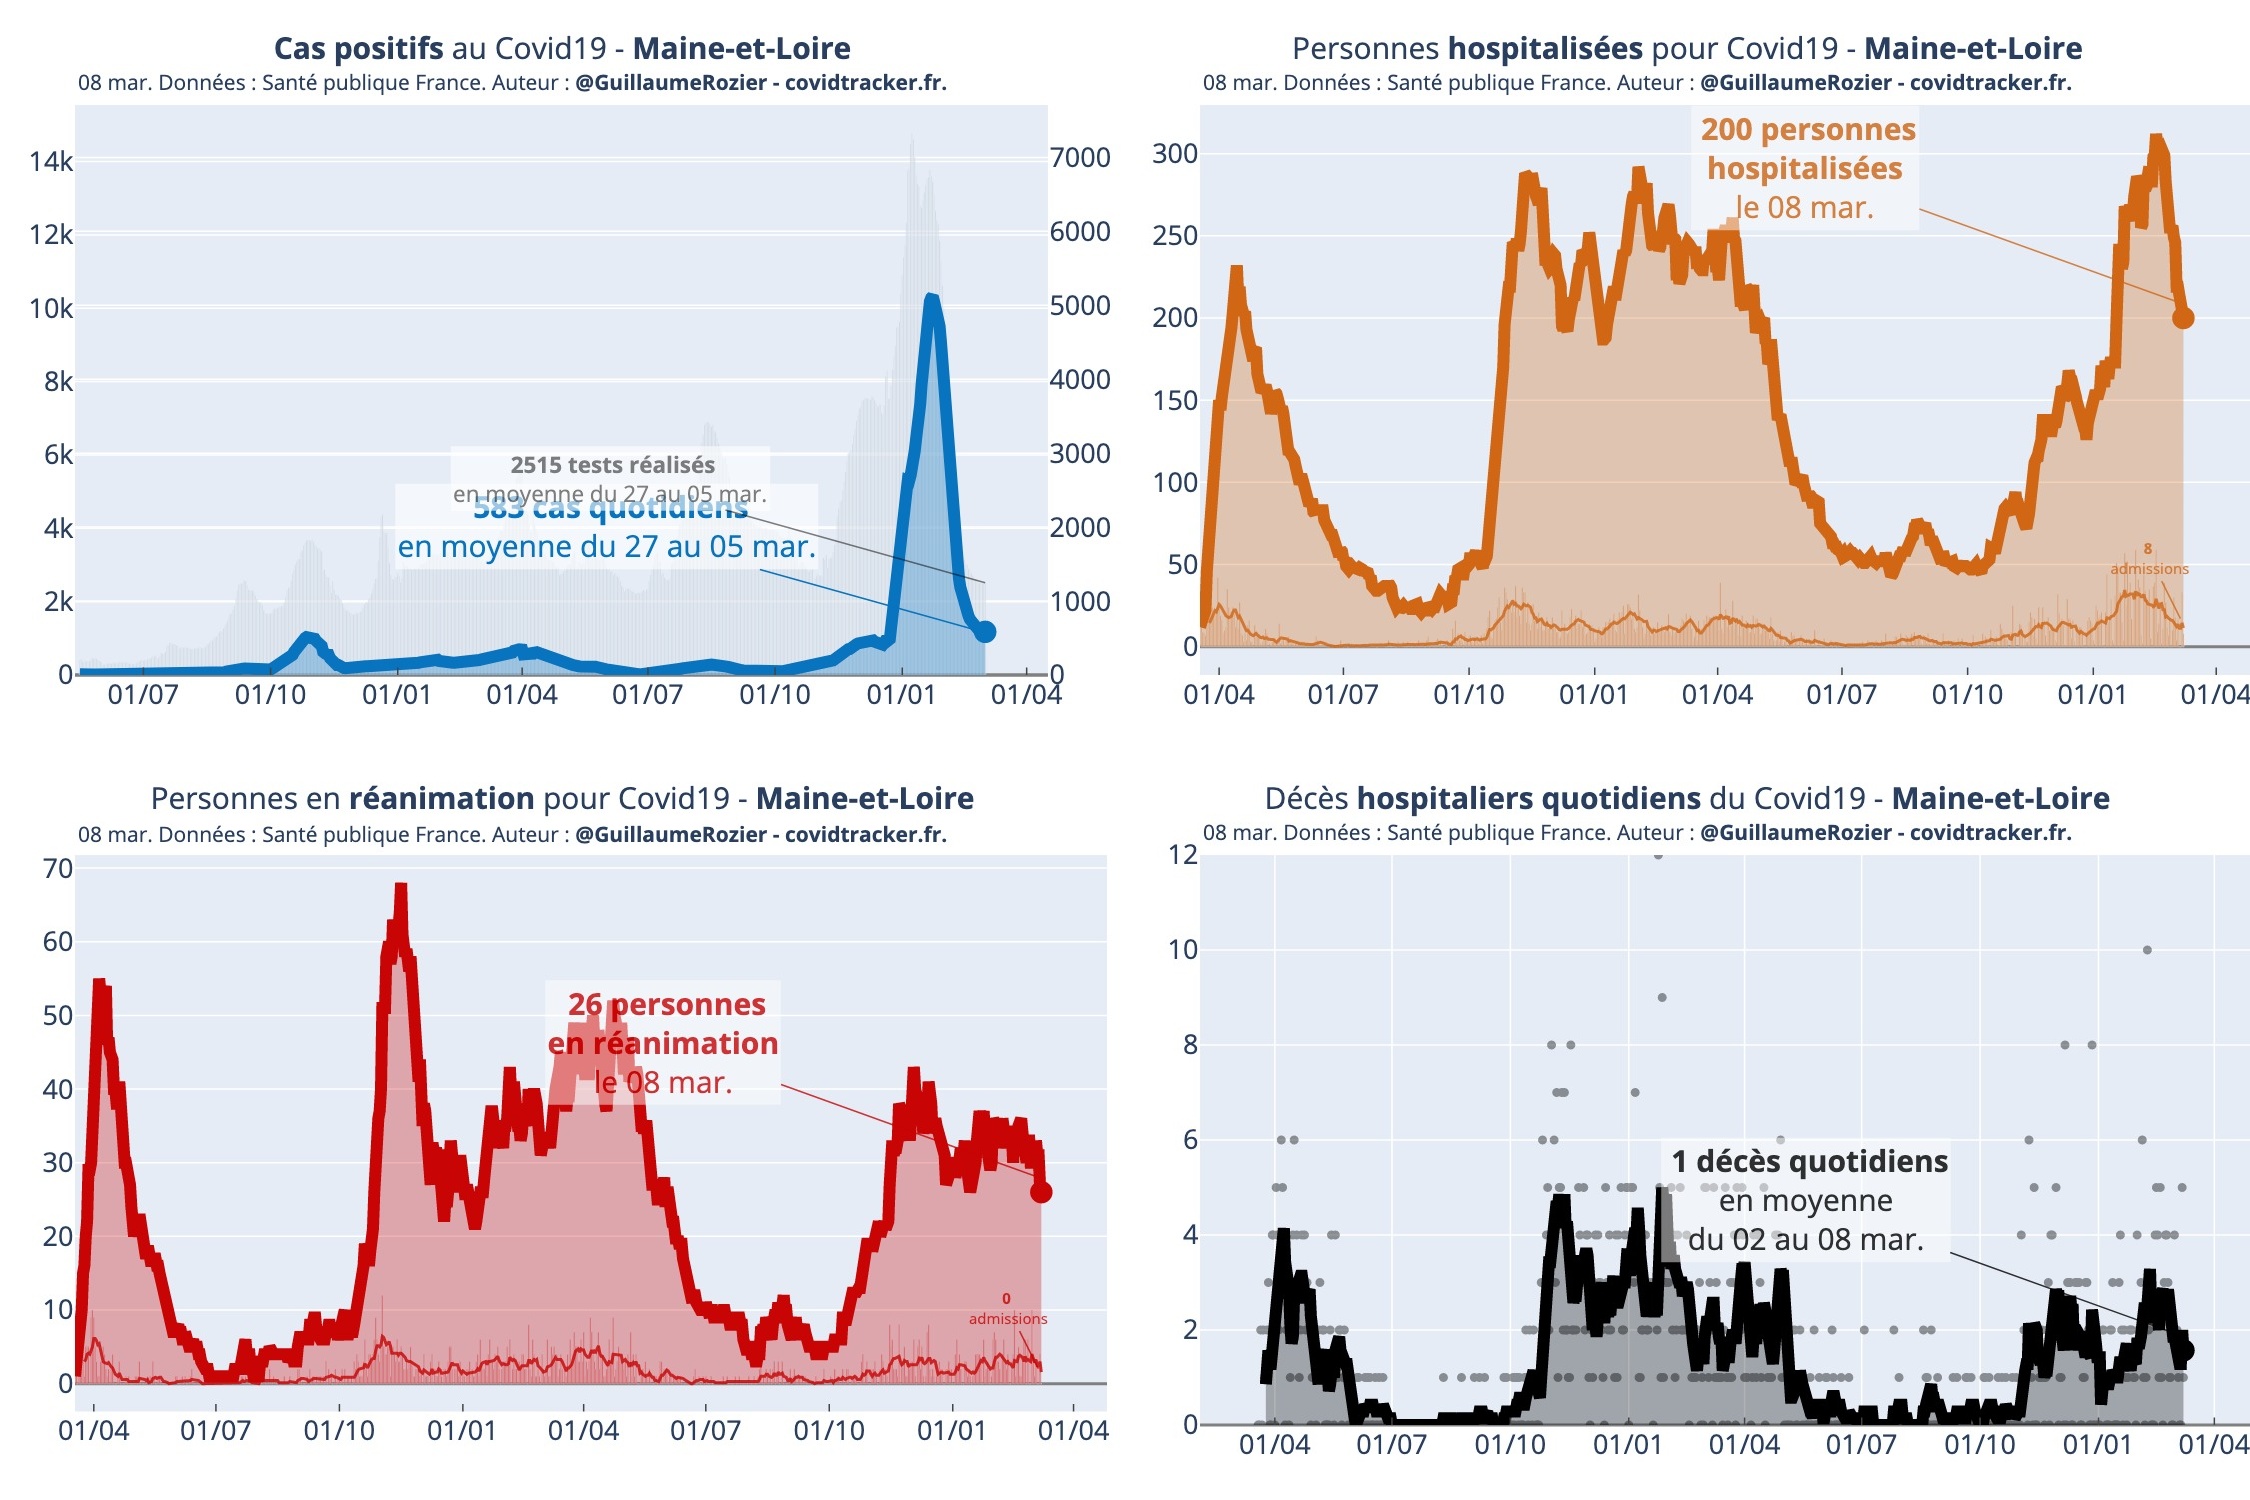 Cas positifs au Covid19 - Maine-et-Loire
08 mar. Données : Santé publique France. Auteur : @GuillaumeRozier - covidtracker.fr.
14k
12k
10k
8k
6k
4k
2k
0
7000
6000
5000
4000
3000
2000
1000
0
2515 tests réalisés
en moyenne du 27 au 05 mar.
583 cas quotidiens
en moyenne du 27 au 05 mar.
01/07 01/10 01/01 01/04 01/07 01/10 01/01 01/04
Personnes hospitalisées pour Covid19 - Maine-et-Loire
08 mar. Données : Santé publique France. Auteur : @GuillaumeRozier - covidtracker.fr.
300
250
200
150
100
50
0
200 personnes
hospitalisées
le 08 mar.
8
admissions
01/04 01/07 01/10 01/01 01/04 01/07 01/10 01/01 01/04
Personnes en réanimation pour Covid19 - Maine-et-Loire
08 mar. Données : Santé publique France. Auteur : @GuillaumeRozier - covidtracker.fr.
70
60
50
40
30
20
10
0
26 personnes
en réanimation
le 08 mar.
0
admissions
01/04 01/07 01/10 01/01 01/04 01/07 01/10 01/01 01/04
Décès hospitaliers quotidiens du Covid19 - Maine-et-Loire
08 mar. Données : Santé publique France. Auteur : @GuillaumeRozier - covidtracker.fr.
12
10
8
6
4
2
0
1 décès quotidiens
en moyenne
du 02 au 08 mar.
01/04 01/07 01/10 01/01 01/04 01/07 01/10 01/01 01/04